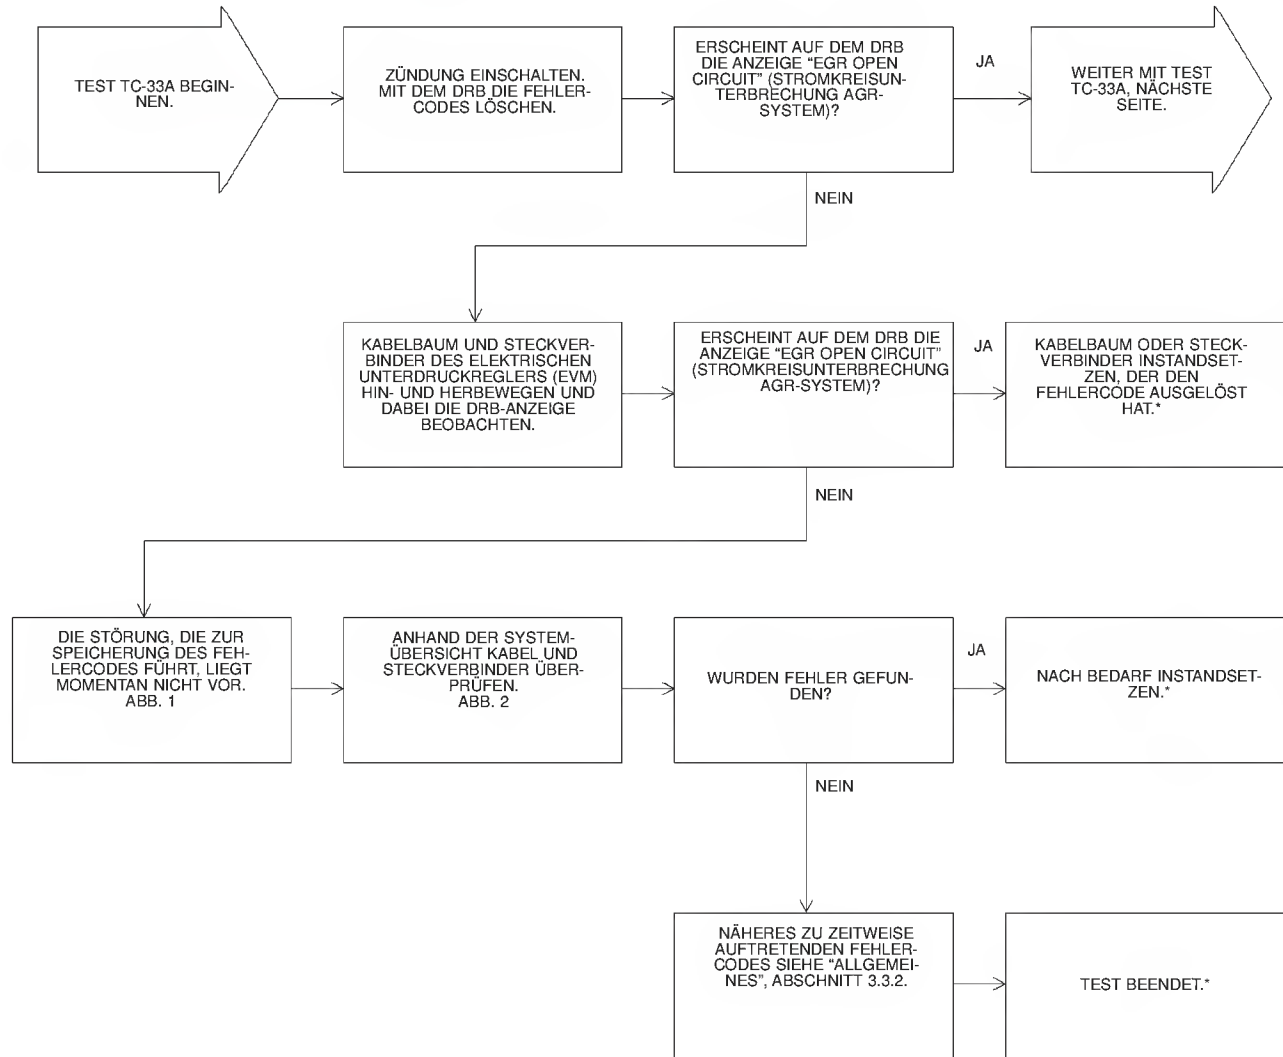 TEST TC-33A BEGIN-
NEN.
ZÜNDUNG EINSCHALTEN.
MIT DEM DRB DIE FEHLER-
CODES LÖSCHEN.
ERSCHEINT AUF DEM DRB
DIE ANZEIGE “EGR OPEN
CIRCUIT” (STROMKREISUN-
TERBRECHUNG AGR-
SYSTEM)?
JA
WEITER MIT TEST
TC-33A, NÄCHSTE
SEITE.
NEIN
KABELBAUM UND STECKVER-
BINDER DES ELEKTRISCHEN
UNTERDRUCKREGLERS (EVM)
HIN- UND HERBEWEGEN UND
DABEI DIE DRB-ANZEIGE
BEOBACHTEN.
ERSCHEINT AUF DEM DRB DIE
ANZEIGE “EGR OPEN CIRCUIT”
(STROMKREISUNTERBRECHUNG
AGR-SYSTEM)?
JA
KABELBAUM ODER STECK-
VERBINDER INSTANDSET-
ZEN, DER DEN
FEHLERCODE AUSGELÖST
HAT.*
NEIN
DIE STÖRUNG, DIE ZUR
SPEICHERUNG DES FEH-
LERCODES FÜHRT, LIEGT
MOMENTAN NICHT VOR.
ABB. 1
ANHAND DER SYSTEM-
ÜBERSICHT KABEL UND
STECKVERBINDER ÜBER-
PRÜFEN.
ABB. 2
WURDEN FEHLER GEFUN-
DEN?
JA
NACH BEDARF INSTANDSET-
ZEN.*
NEIN
NÄHERES ZU ZEITWEISE
AUFTRETENDEN FEHLER-
CODES SIEHE “ALLGEMEI-
NES”, ABSCHNITT 3.3.2.
TEST BEENDET.*